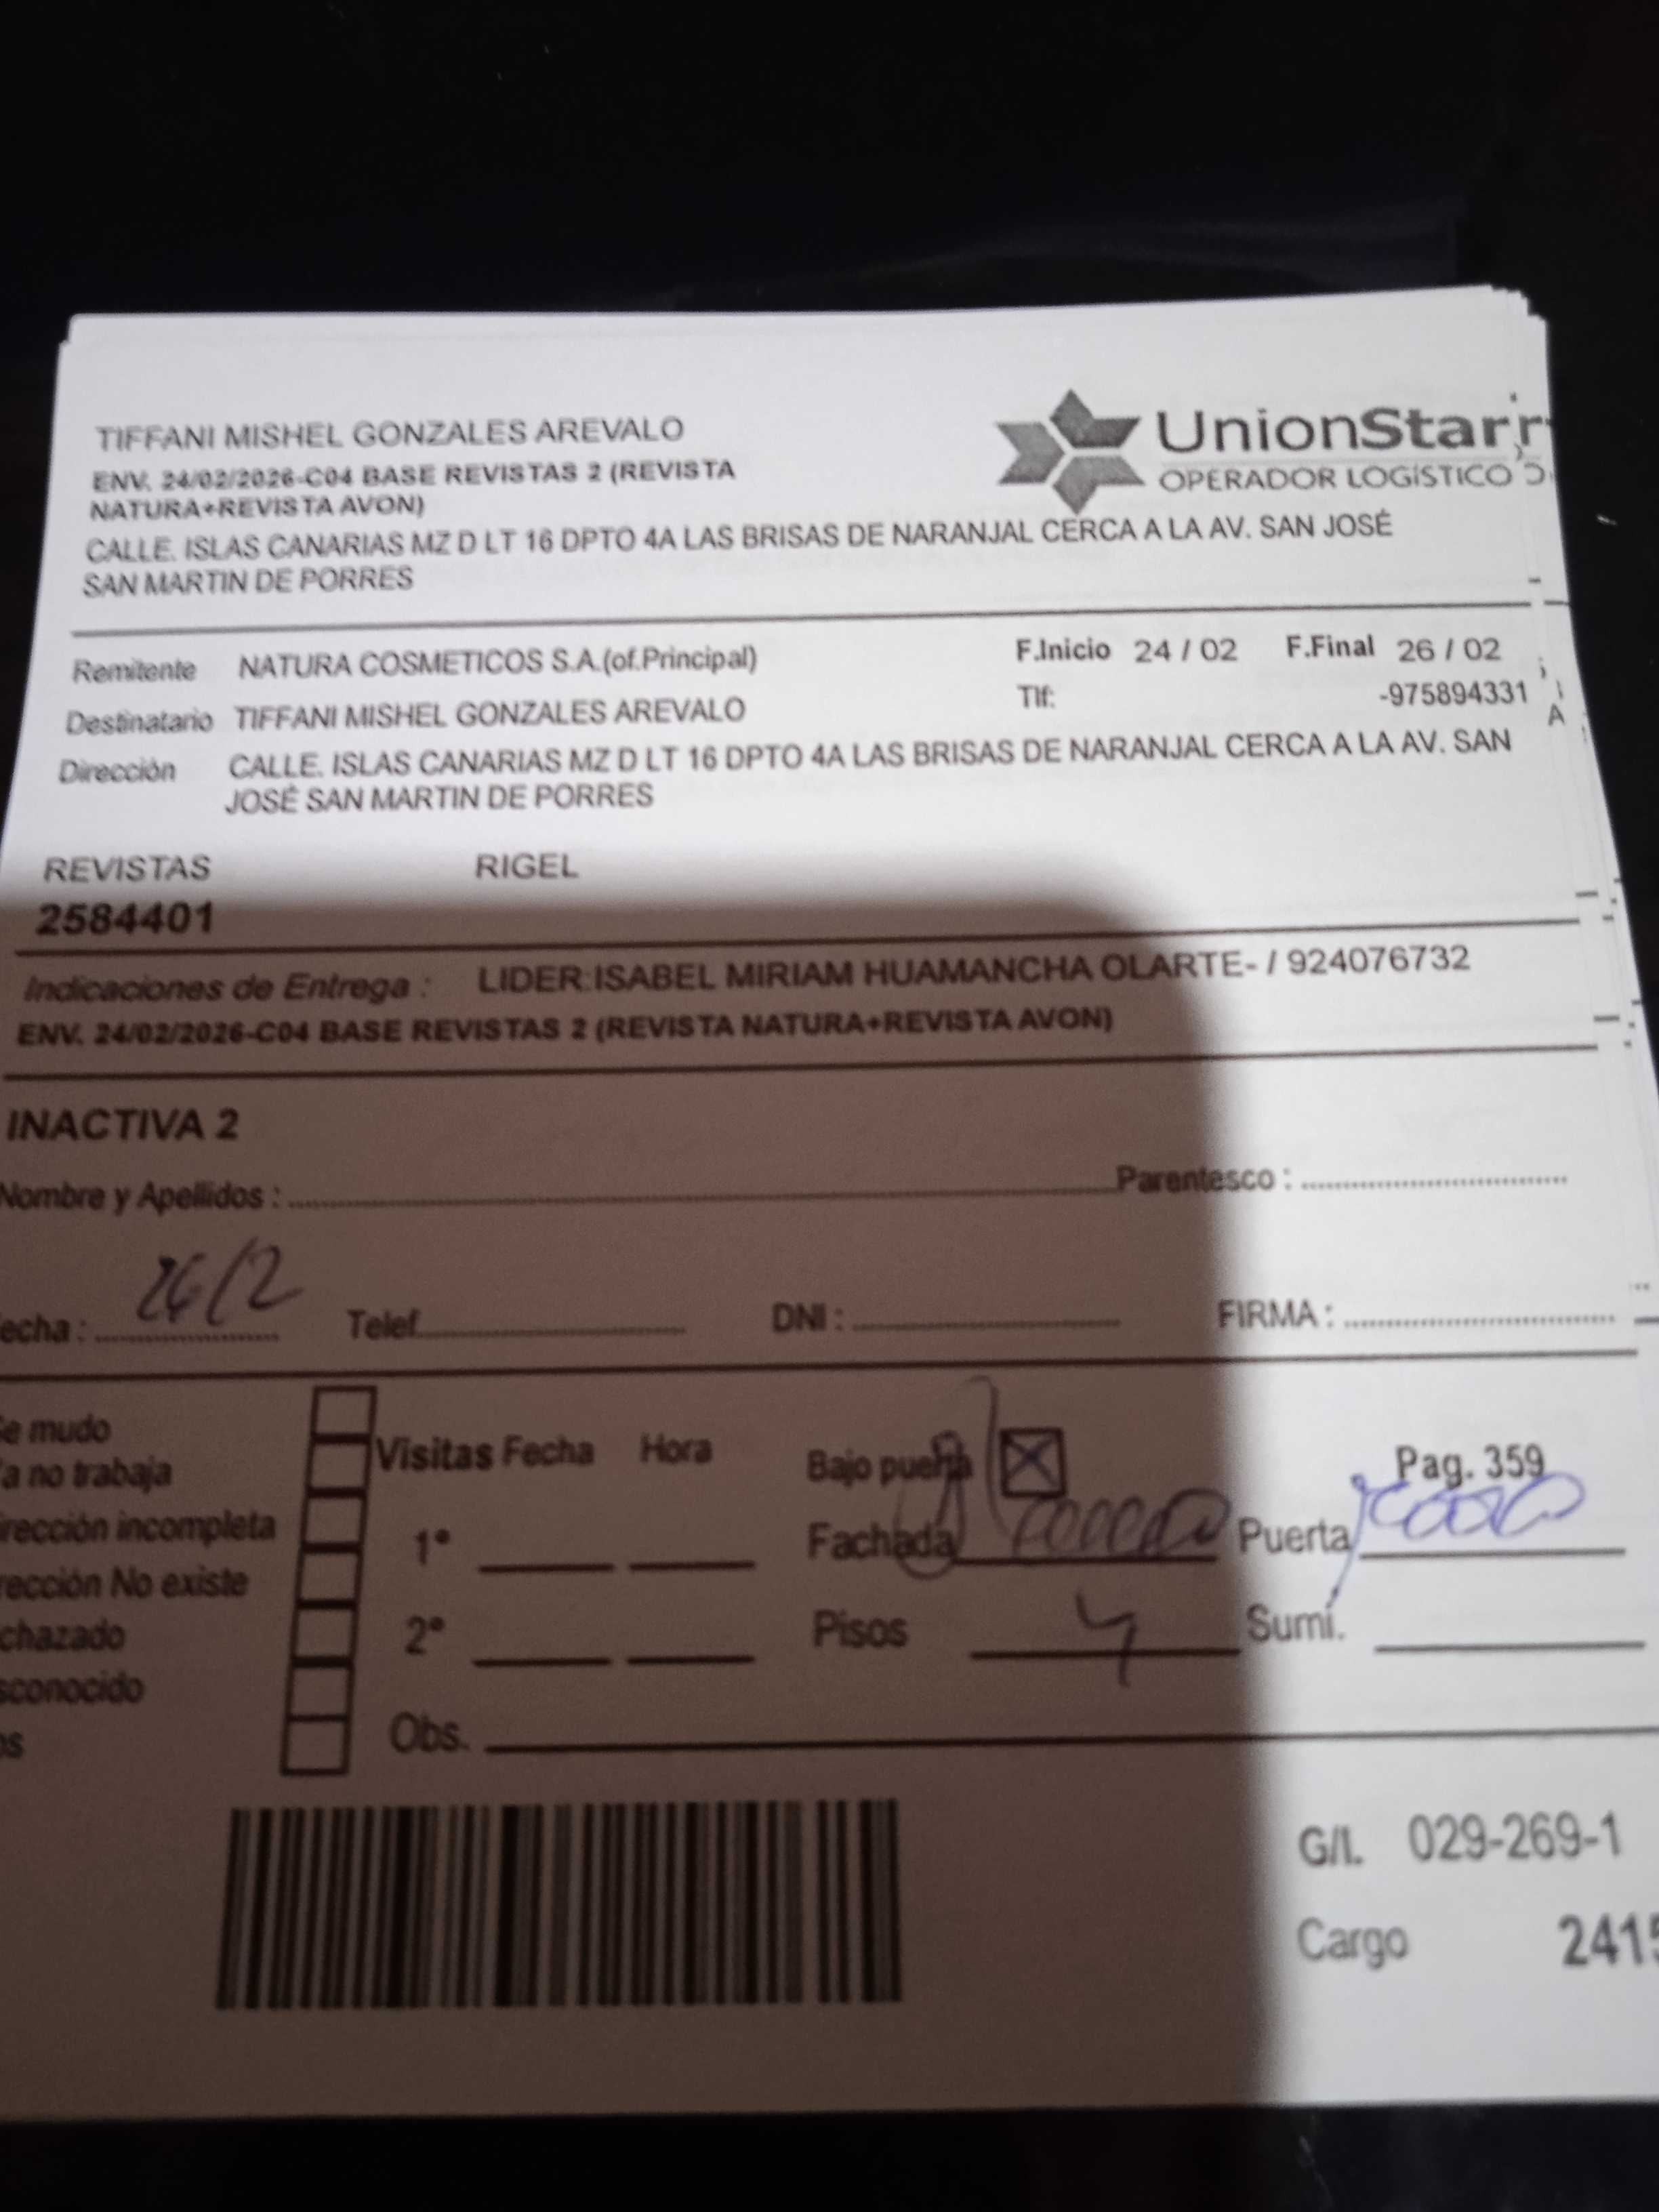 TIFFANI MISHEL GONZALES AREVALO
ENV. 24/02/2026-C04 BASE REVISTAS 2 (REVISTA
NATURA+REVISTA AVON)
CALLE. ISLAS CANARIAS MZ D LT 16 DPTO 4A LAS BRISAS DE NARANJAL CERCA A LA AV. SAN JOSÉ
SAN MARTIN DE PORRES
UnionStar
OPERADOR LOGÍSTICO
Remitente NATURA COSMETICOS S.A.(of.Principal) F.Inicio 24 / 02 F.Final 26 / 02
Destinatario TIFFANI MISHEL GONZALES AREVALO Tlf: -975894331
Dirección CALLE. ISLAS CANARIAS MZ D LT 16 DPTO 4A LAS BRISAS DE NARANJAL CERCA A LA AV. SAN
JOSÉ SAN MARTIN DE PORRES
REVISTAS RIGEL
2584401
Indicaciones de Entrega : LIDER:ISABEL MIRIAM HUAMANCHA OLARTE- / 924076732
ENV. 24/02/2026-C04 BASE REVISTAS 2 (REVISTA NATURA+REVISTA AVON)
INACTIVA 2
Nombre y Apellidos : Parentesco :
echa : 26/2 Telef. DNI : FIRMA :
e mudo
a no trabaja
irección incompleta
rección No existe
chazado
sconocido
os
Visitas Fecha Hora
1°
2°
Obs.
Bajo puerta Pag. 359
Fachada Puerta
Pisos 4 Sumi.
G/I. 029-269-1
Cargo 2415